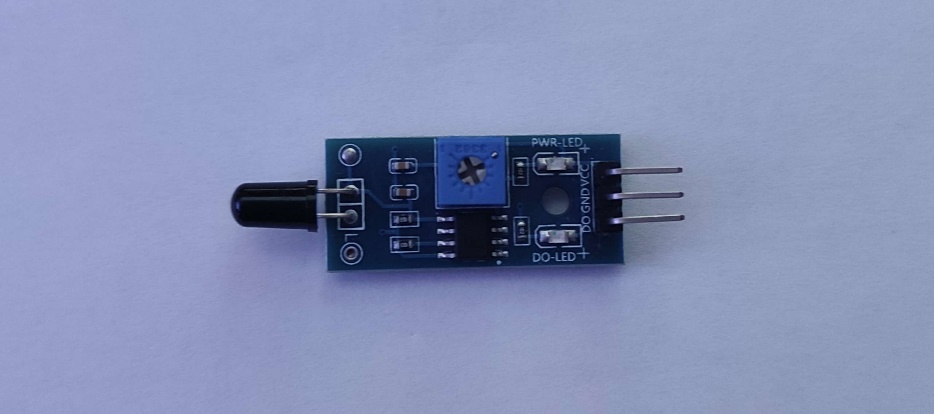 PWR-LED
VCC
GND
DO
DO-LED